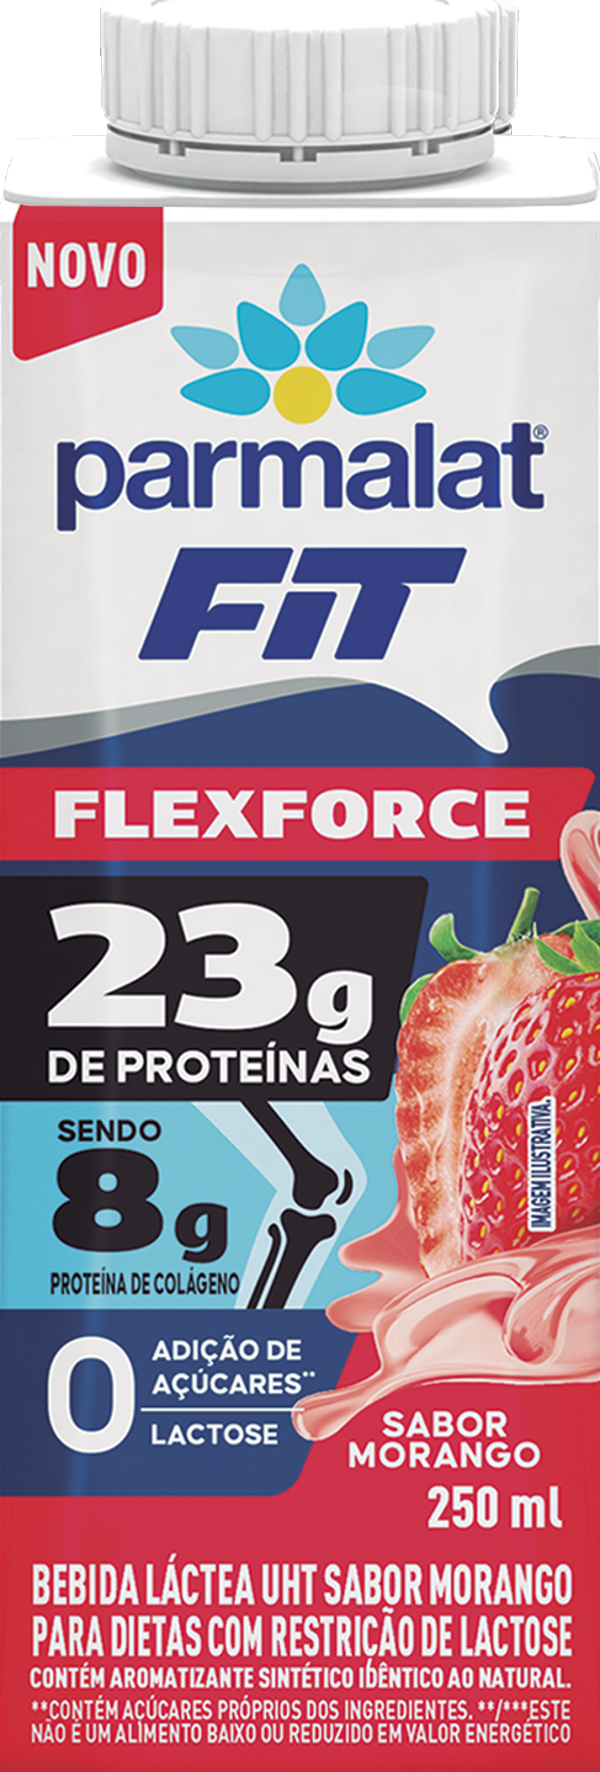 NOVO
parmalat®
FIT
FLEXFORCE
23g
DE PROTEÍNAS
SENDO
8g
PROTEÍNA DE COLÁGENO
0
ADIÇÃO DE
AÇÚCARES**
LACTOSE
IMAGEM ILUSTRATIVA.
SABOR
MORANGO
250 ml
BEBIDA LÁCTEA UHT SABOR MORANGO
PARA DIETAS COM RESTRIÇÃO DE LACTOSE
CONTÉM AROMATIZANTE SINTÉTICO IDÊNTICO AO NATURAL.
**CONTÉM AÇÚCARES PRÓPRIOS DOS INGREDIENTES. **/***ESTE
NÃO É UM ALIMENTO BAIXO OU REDUZIDO EM VALOR ENERGÉTICO